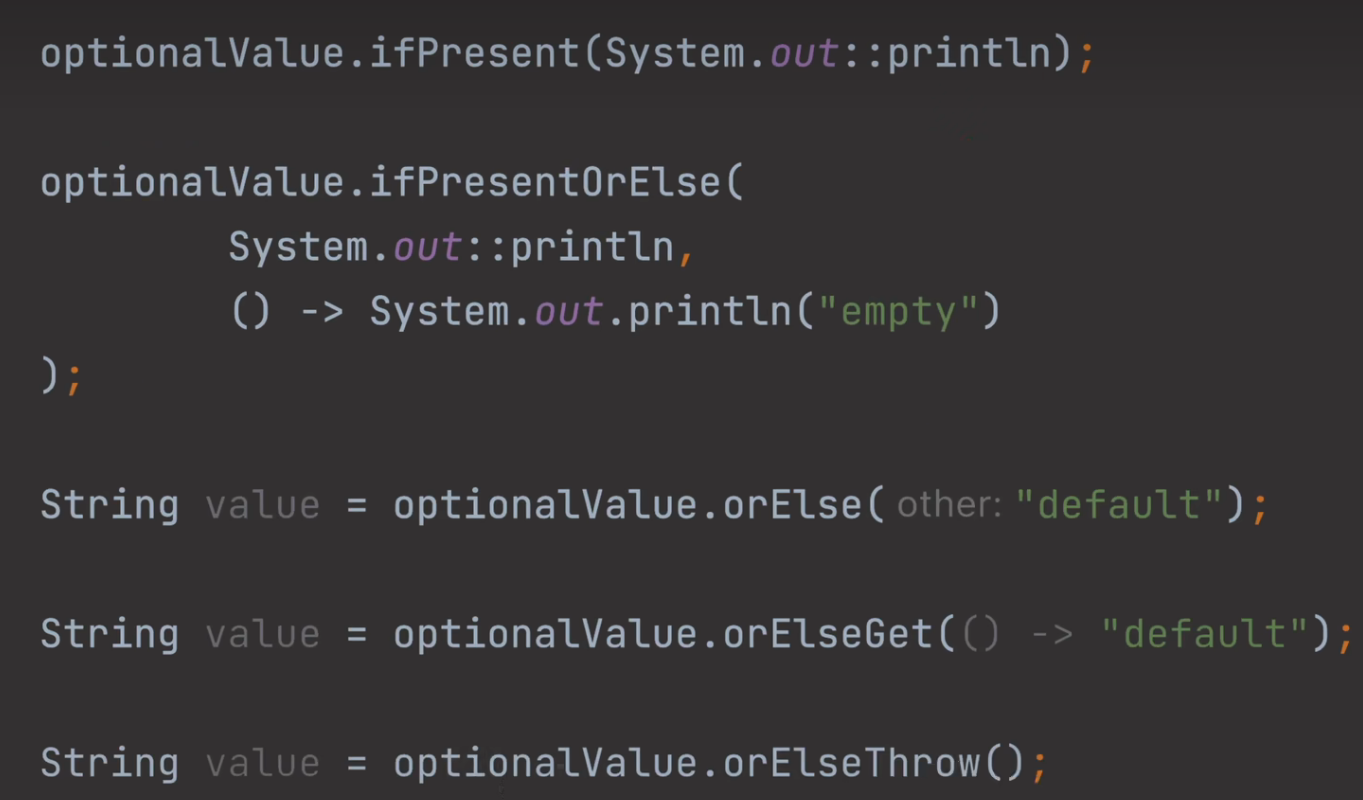 optionalValue.ifPresent(System.out::println);
optionalValue.ifPresentOrElse(
System.out::println,
() -> System.out.println("empty")
);
String value = optionalValue.orElse( other: "default");
String value = optionalValue.orElseGet(() -> "default");
String value = optionalValue.orElseThrow();